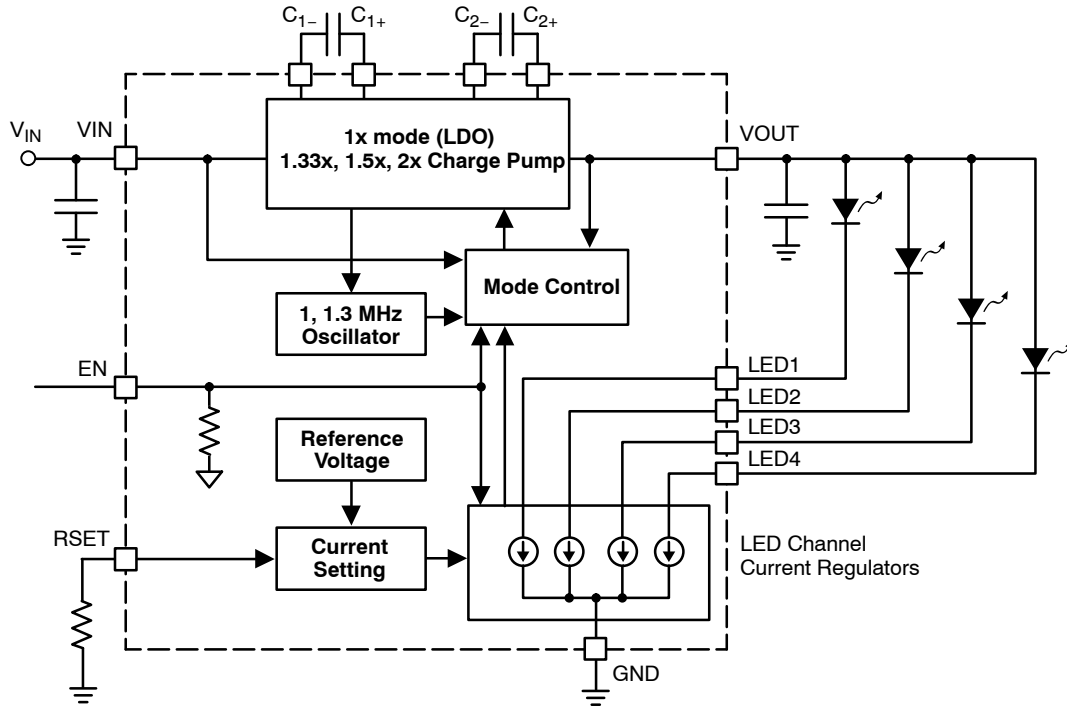 C1− C1+ C2− C2+
VIN VIN
1x mode (LDO)
1.33x, 1.5x, 2x Charge Pump
VOUT
Mode Control
1, 1.3 MHz
Oscillator
EN
LED1
LED2
LED3
LED4
Reference
Voltage
RSET
Current
Setting
LED Channel
Current Regulators
GND